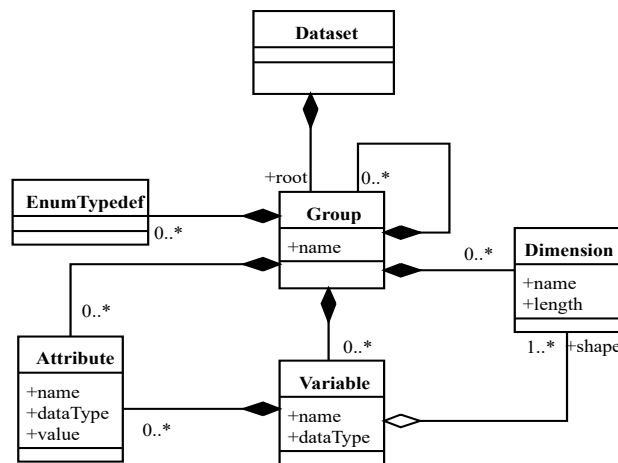 Dataset
+root
0..*
EnumTypedef
0..*
Group
+name
0..*
Dimension
+name
+length
0..*
Attribute
+name
+dataType
+value
0..*
0..*
Variable
+name
+dataType
1..*
+shape